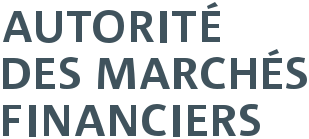 AUTORITÉ
DES MARCHÉS
FINANCIERS